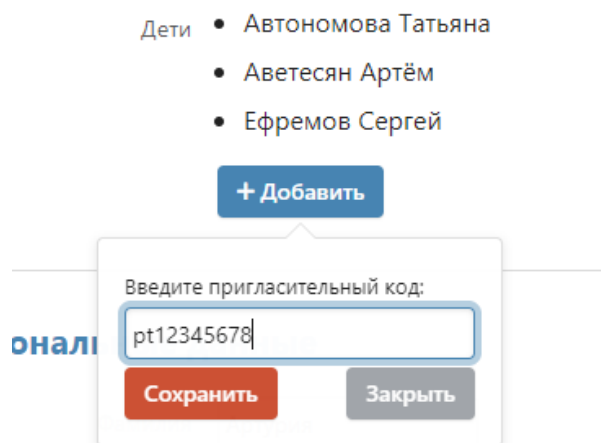 Дети • Автономова Татьяна
• Аветесян Артём
• Ефремов Сергей
+ Добавить
Введите пригласительный код:
pt12345678
Сохранить Закрыть